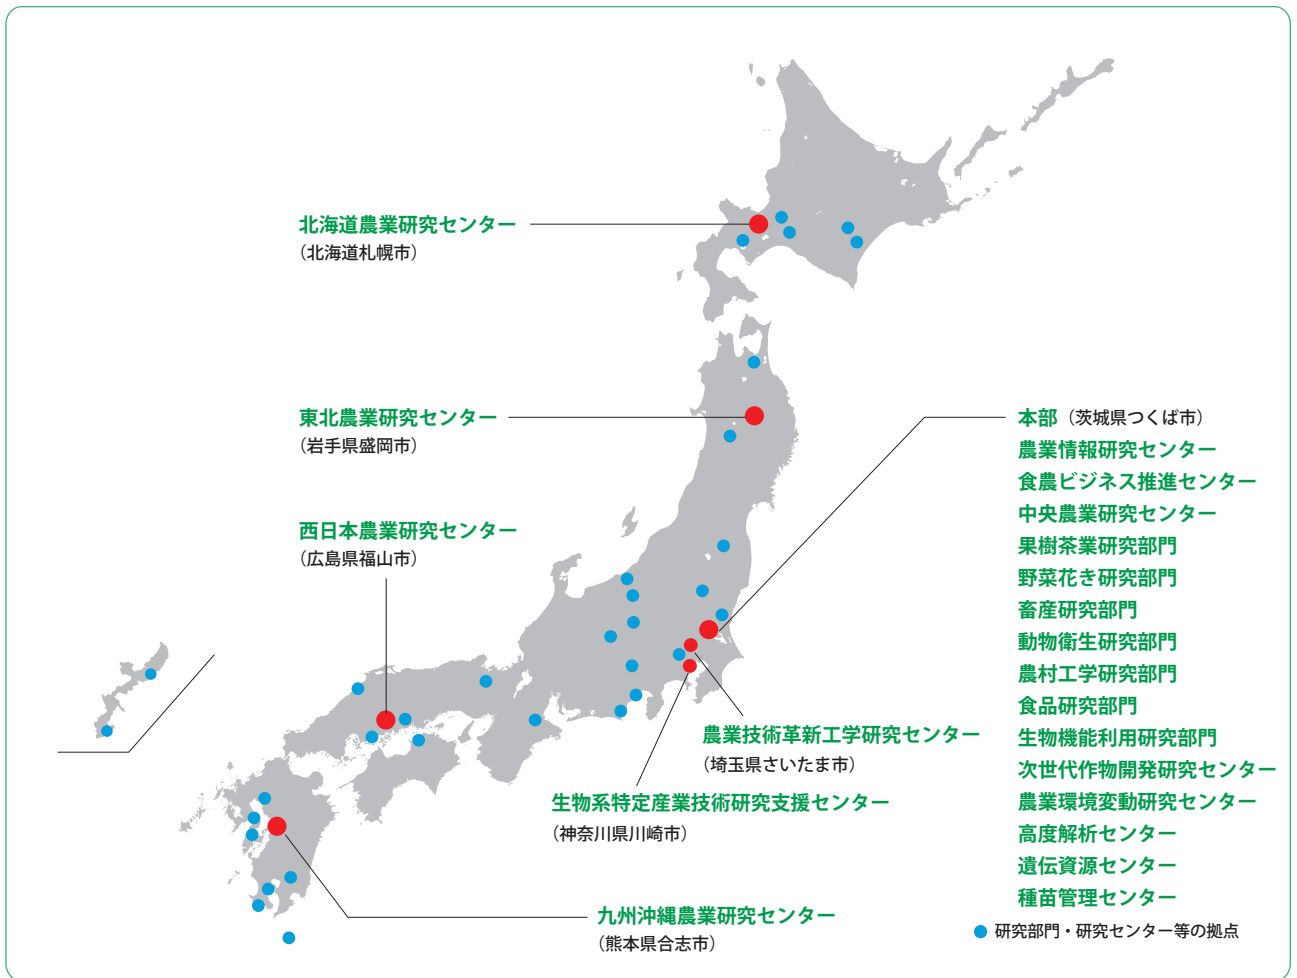 北海道農業研究センター
（北海道札幌市）
東北農業研究センター
（岩手県盛岡市）
西日本農業研究センター
（広島県福山市）
本部（茨城県つくば市）
農業情報研究センター
食農ビジネス推進センター
中央農業研究センター
果樹茶業研究部門
野菜花き研究部門
畜産研究部門
動物衛生研究部門
農村工学研究部門
食品研究部門
生物機能利用研究部門
次世代作物開発研究センター
農業環境変動研究センター
高度解析センター
遺伝資源センター
種苗管理センター
農業技術革新工学研究センター
（埼玉県さいたま市）
生物系特定産業技術研究支援センター
（神奈川県川崎市）
九州沖縄農業研究センター
（熊本県合志市）
研究部門・研究センター等の拠点